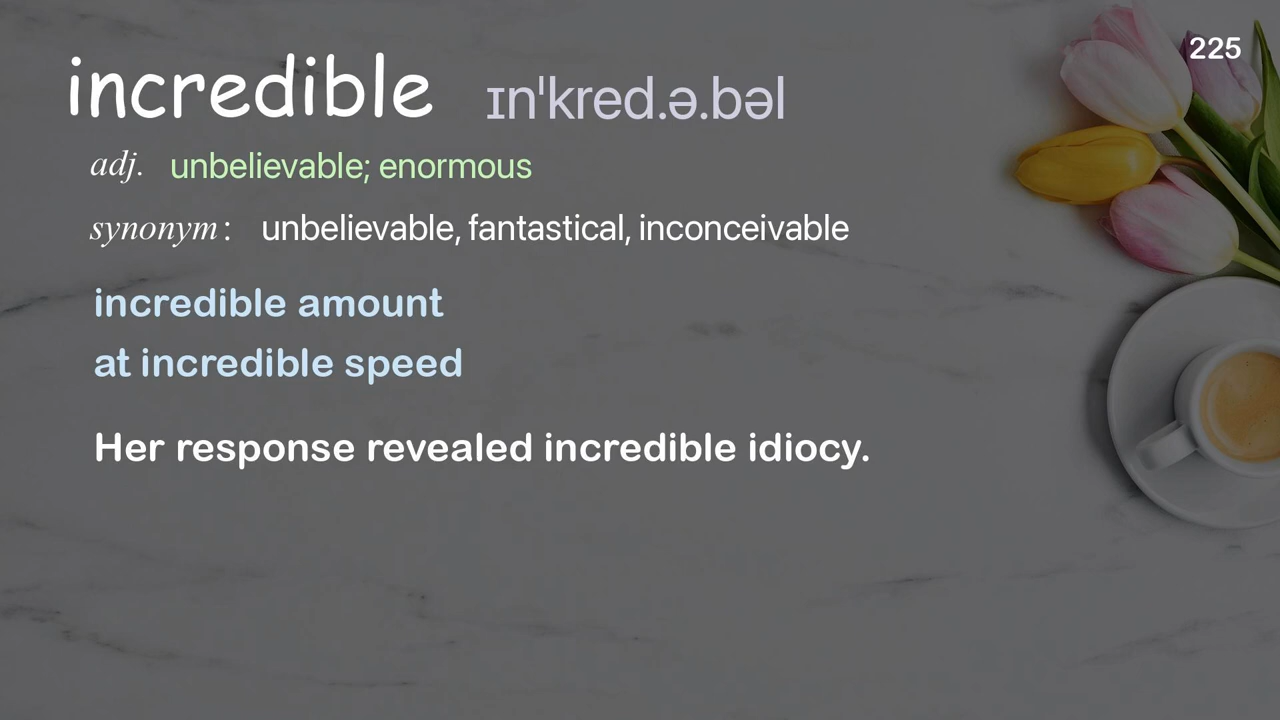 225
incredible ɪnˈkred.ə.bəl
adj. unbelievable; enormous
synonym: unbelievable, fantastical, inconceivable
incredible amount
at incredible speed
Her response revealed incredible idiocy.